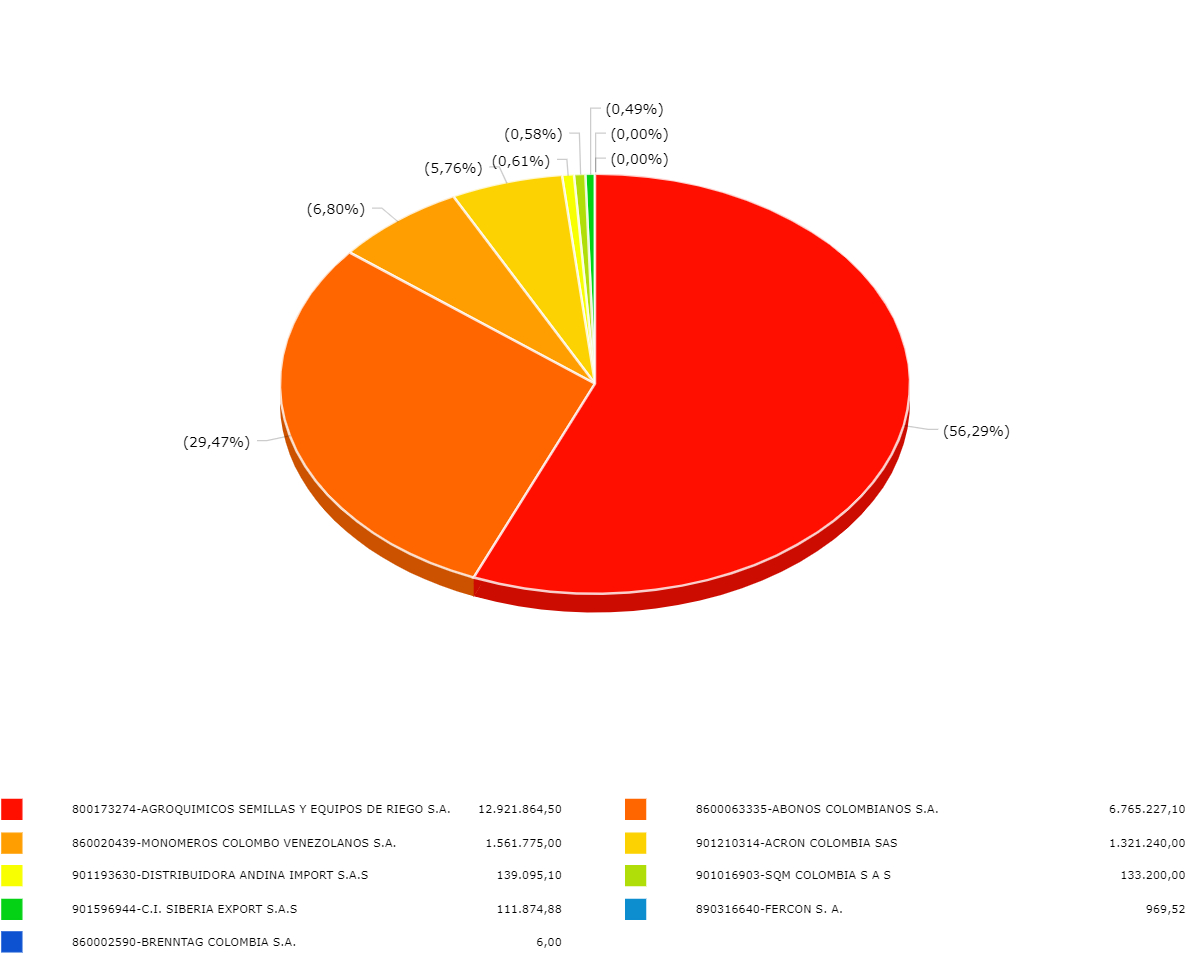 (0,49%)
(0,58%)
(0,00%)
(5,76%)
(0,61%)
(0,00%)
(6,80%)
(29,47%)
(56,29%)
800173274-AGROQUIMICOS SEMILLAS Y EQUIPOS DE RIEGO S.A. 12.921.864,50
8600063335-ABONOS COLOMBIANOS S.A. 6.765.227,10
860020439-MONOMEROS COLOMBO VENEZOLANOS S.A. 1.561.775,00
901210314-ACRON COLOMBIA SAS 1.321.240,00
901193630-DISTRIBUIDORA ANDINA IMPORT S.A.S 139.095,10
901016903-SQM COLOMBIA S A S 133.200,00
901596944-C.I. SIBERIA EXPORT S.A.S 111.874,88
890316640-FERCON S. A. 969,52
860002590-BRENNTAG COLOMBIA S.A. 6,00